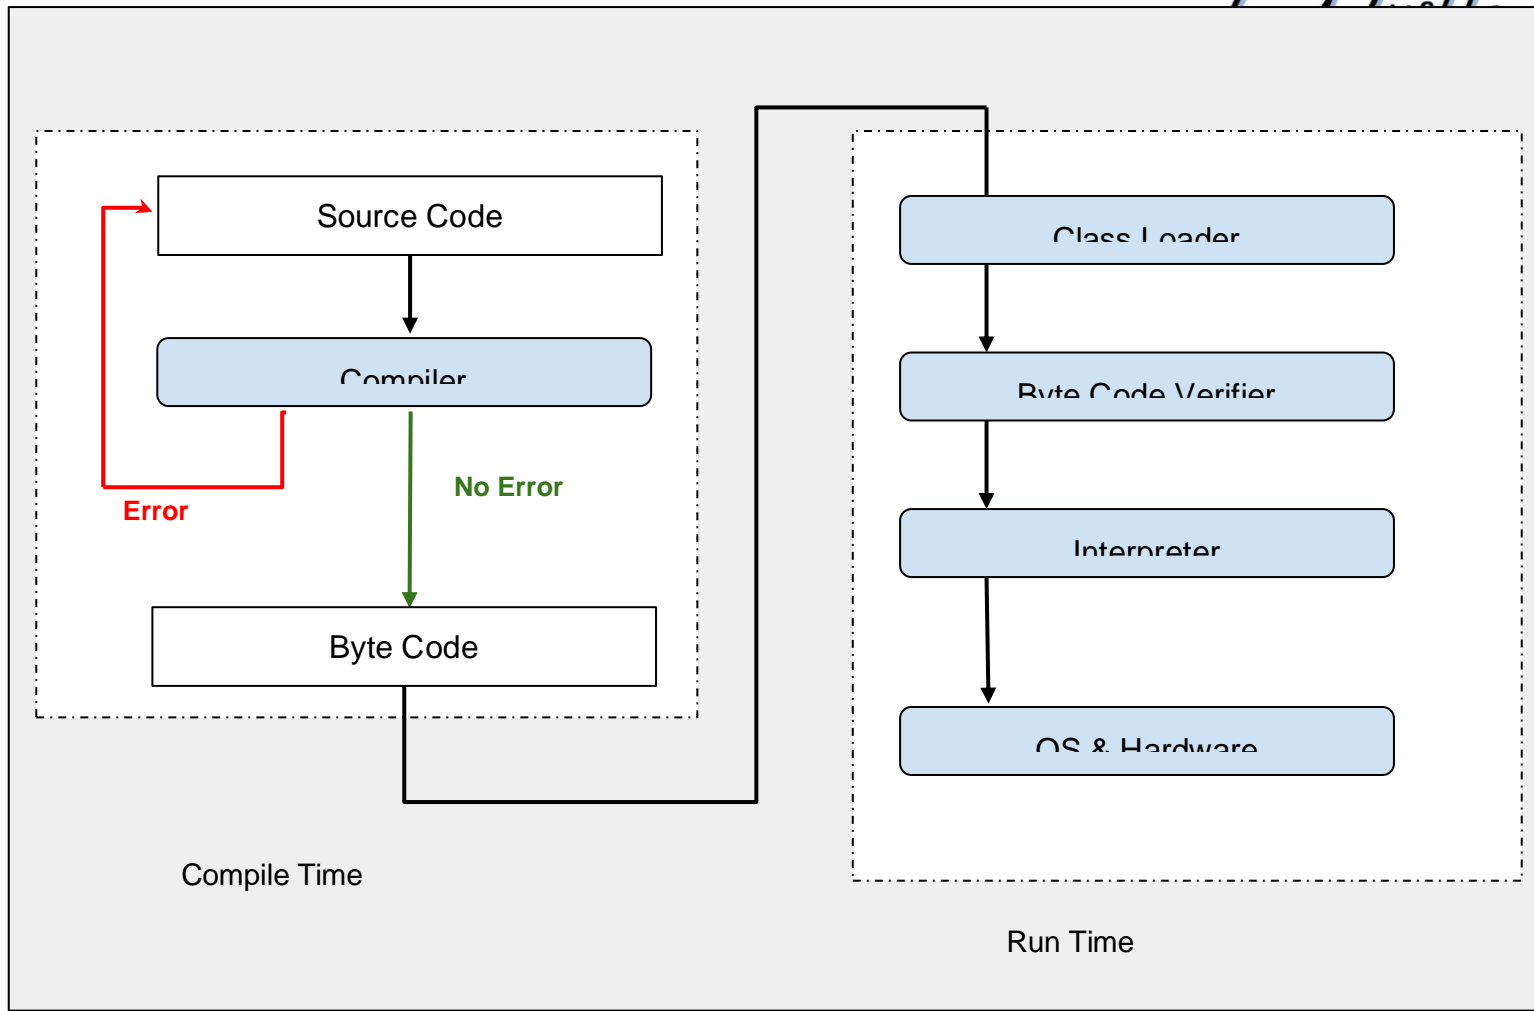 Source Code
Compiler
Error
No Error
Byte Code
Compile Time
Class Loader
Byte Code Verifier
Interpreter
OS & Hardware
Run Time